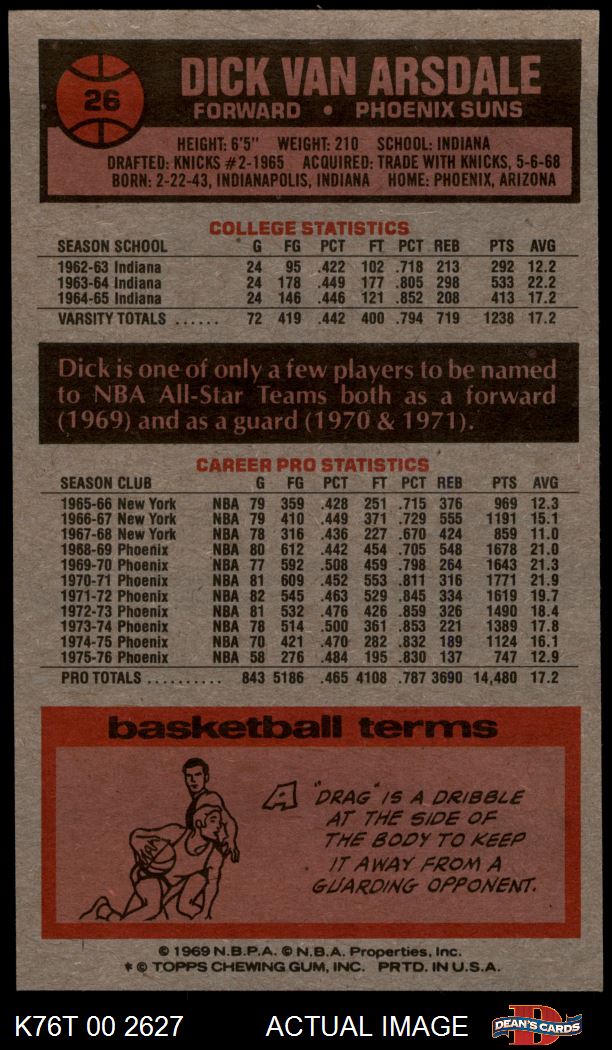 26
DICK VAN ARSDALE
FORWARD • PHOENIX SUNS
HEIGHT: 6'5" WEIGHT: 210 SCHOOL: INDIANA
DRAFTED: KNICKS #2-1965 ACQUIRED: TRADE WITH KNICKS, 5-6-68
BORN: 2-22-43, INDIANAPOLIS, INDIANA HOME: PHOENIX, ARIZONA
COLLEGE STATISTICS
SEASON SCHOOL G FG PCT FT PCT REB PTS AVG
1962-63 Indiana 24 95 .422 102 .718 213 292 12.2
1963-64 Indiana 24 178 .449 177 .805 298 533 22.2
1964-65 Indiana 24 146 .446 121 .852 208 413 17.2
VARSITY TOTALS ...... 72 419 .442 400 .794 719 1238 17.2
Dick is one of only a few players to be named
to NBA All-Star Teams both as a forward
(1969) and as a guard (1970 & 1971).
CAREER PRO STATISTICS
SEASON CLUB G FG PCT FT PCT REB PTS AVG
1965-66 New York NBA 79 359 .428 251 .715 376 969 12.3
1966-67 New York NBA 79 410 .449 371 .729 555 1191 15.1
1967-68 New York NBA 78 316 .436 227 .670 424 859 11.0
1968-69 Phoenix NBA 80 612 .442 454 .705 548 1678 21.0
1969-70 Phoenix NBA 77 592 .508 459 .798 264 1643 21.3
1970-71 Phoenix NBA 81 609 .452 553 .811 316 1771 21.9
1971-72 Phoenix NBA 82 545 .463 529 .845 334 1619 19.7
1972-73 Phoenix NBA 81 532 .476 426 .859 326 1490 18.4
1973-74 Phoenix NBA 78 514 .500 361 .853 221 1389 17.8
1974-75 Phoenix NBA 70 421 .470 282 .832 189 1124 16.1
1975-76 Phoenix NBA 58 276 .484 195 .830 137 747 12.9
PRO TOTALS .......... 843 5186 .465 4108 .787 3690 14,480 17.2
basketball terms
A "DRAG" IS A DRIBBLE
AT THE SIDE OF
THE BODY TO KEEP
IT AWAY FROM A
GUARDING OPPONENT.
© 1969 N.B.P.A. © N.B.A. Properties, Inc.
* © TOPPS CHEWING GUM, INC. PRTD. IN U.S.A.
K76T 00 2627 ACTUAL IMAGE D DEAN'S CARDS